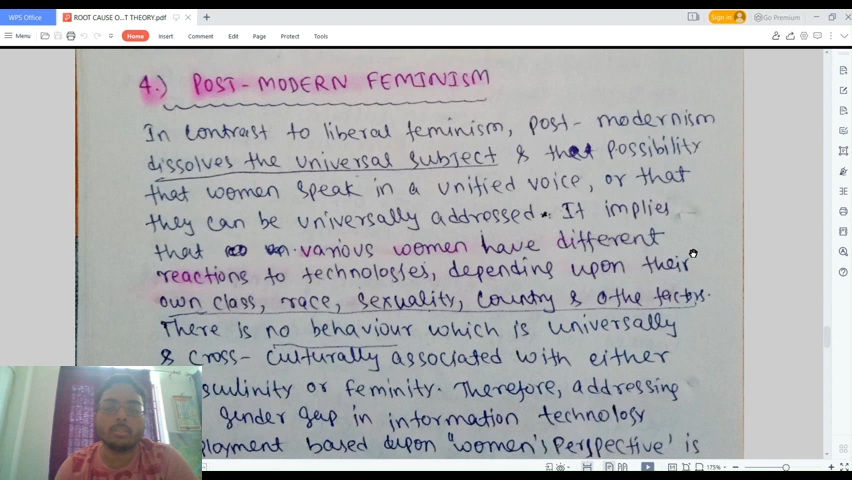 WPS Office
ROOT CAUSE O...T THEORY.pdf
Sign in
Go Premium
Menu
Home
Insert
Comment
Edit
Page
Protect
Tools
4.) POST-MODERN FEMINISM
In contrast to liberal feminism, post-modernism
dissolves the universal subject & that possibility
that women speak in a unified voice, or that
they can be universally addressed. It implies
that various women have different
reactions to technologies, depending upon their
own class, race, sexuality, country & othe factors.
There is no behaviour which is universally
& cross-culturally associated with either
sculinity or feminity. Therefore, addressing
gender gap in information technology
ployment based upon "women's perspective' is
175%